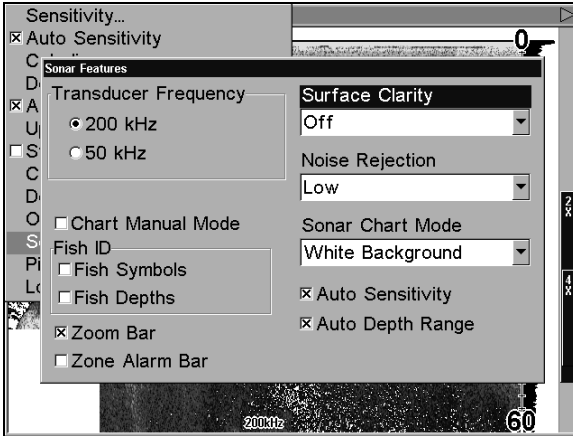 Sensitivity...
Auto Sensitivity
Sonar Features
Transducer Frequency
200 kHz
50 kHz
Chart Manual Mode
Fish ID
Fish Symbols
Fish Depths
Zoom Bar
Zone Alarm Bar
Surface Clarity
Off
Noise Rejection
Low
Sonar Chart Mode
White Background
Auto Sensitivity
Auto Depth Range
0
2x
4x
200kHz
60